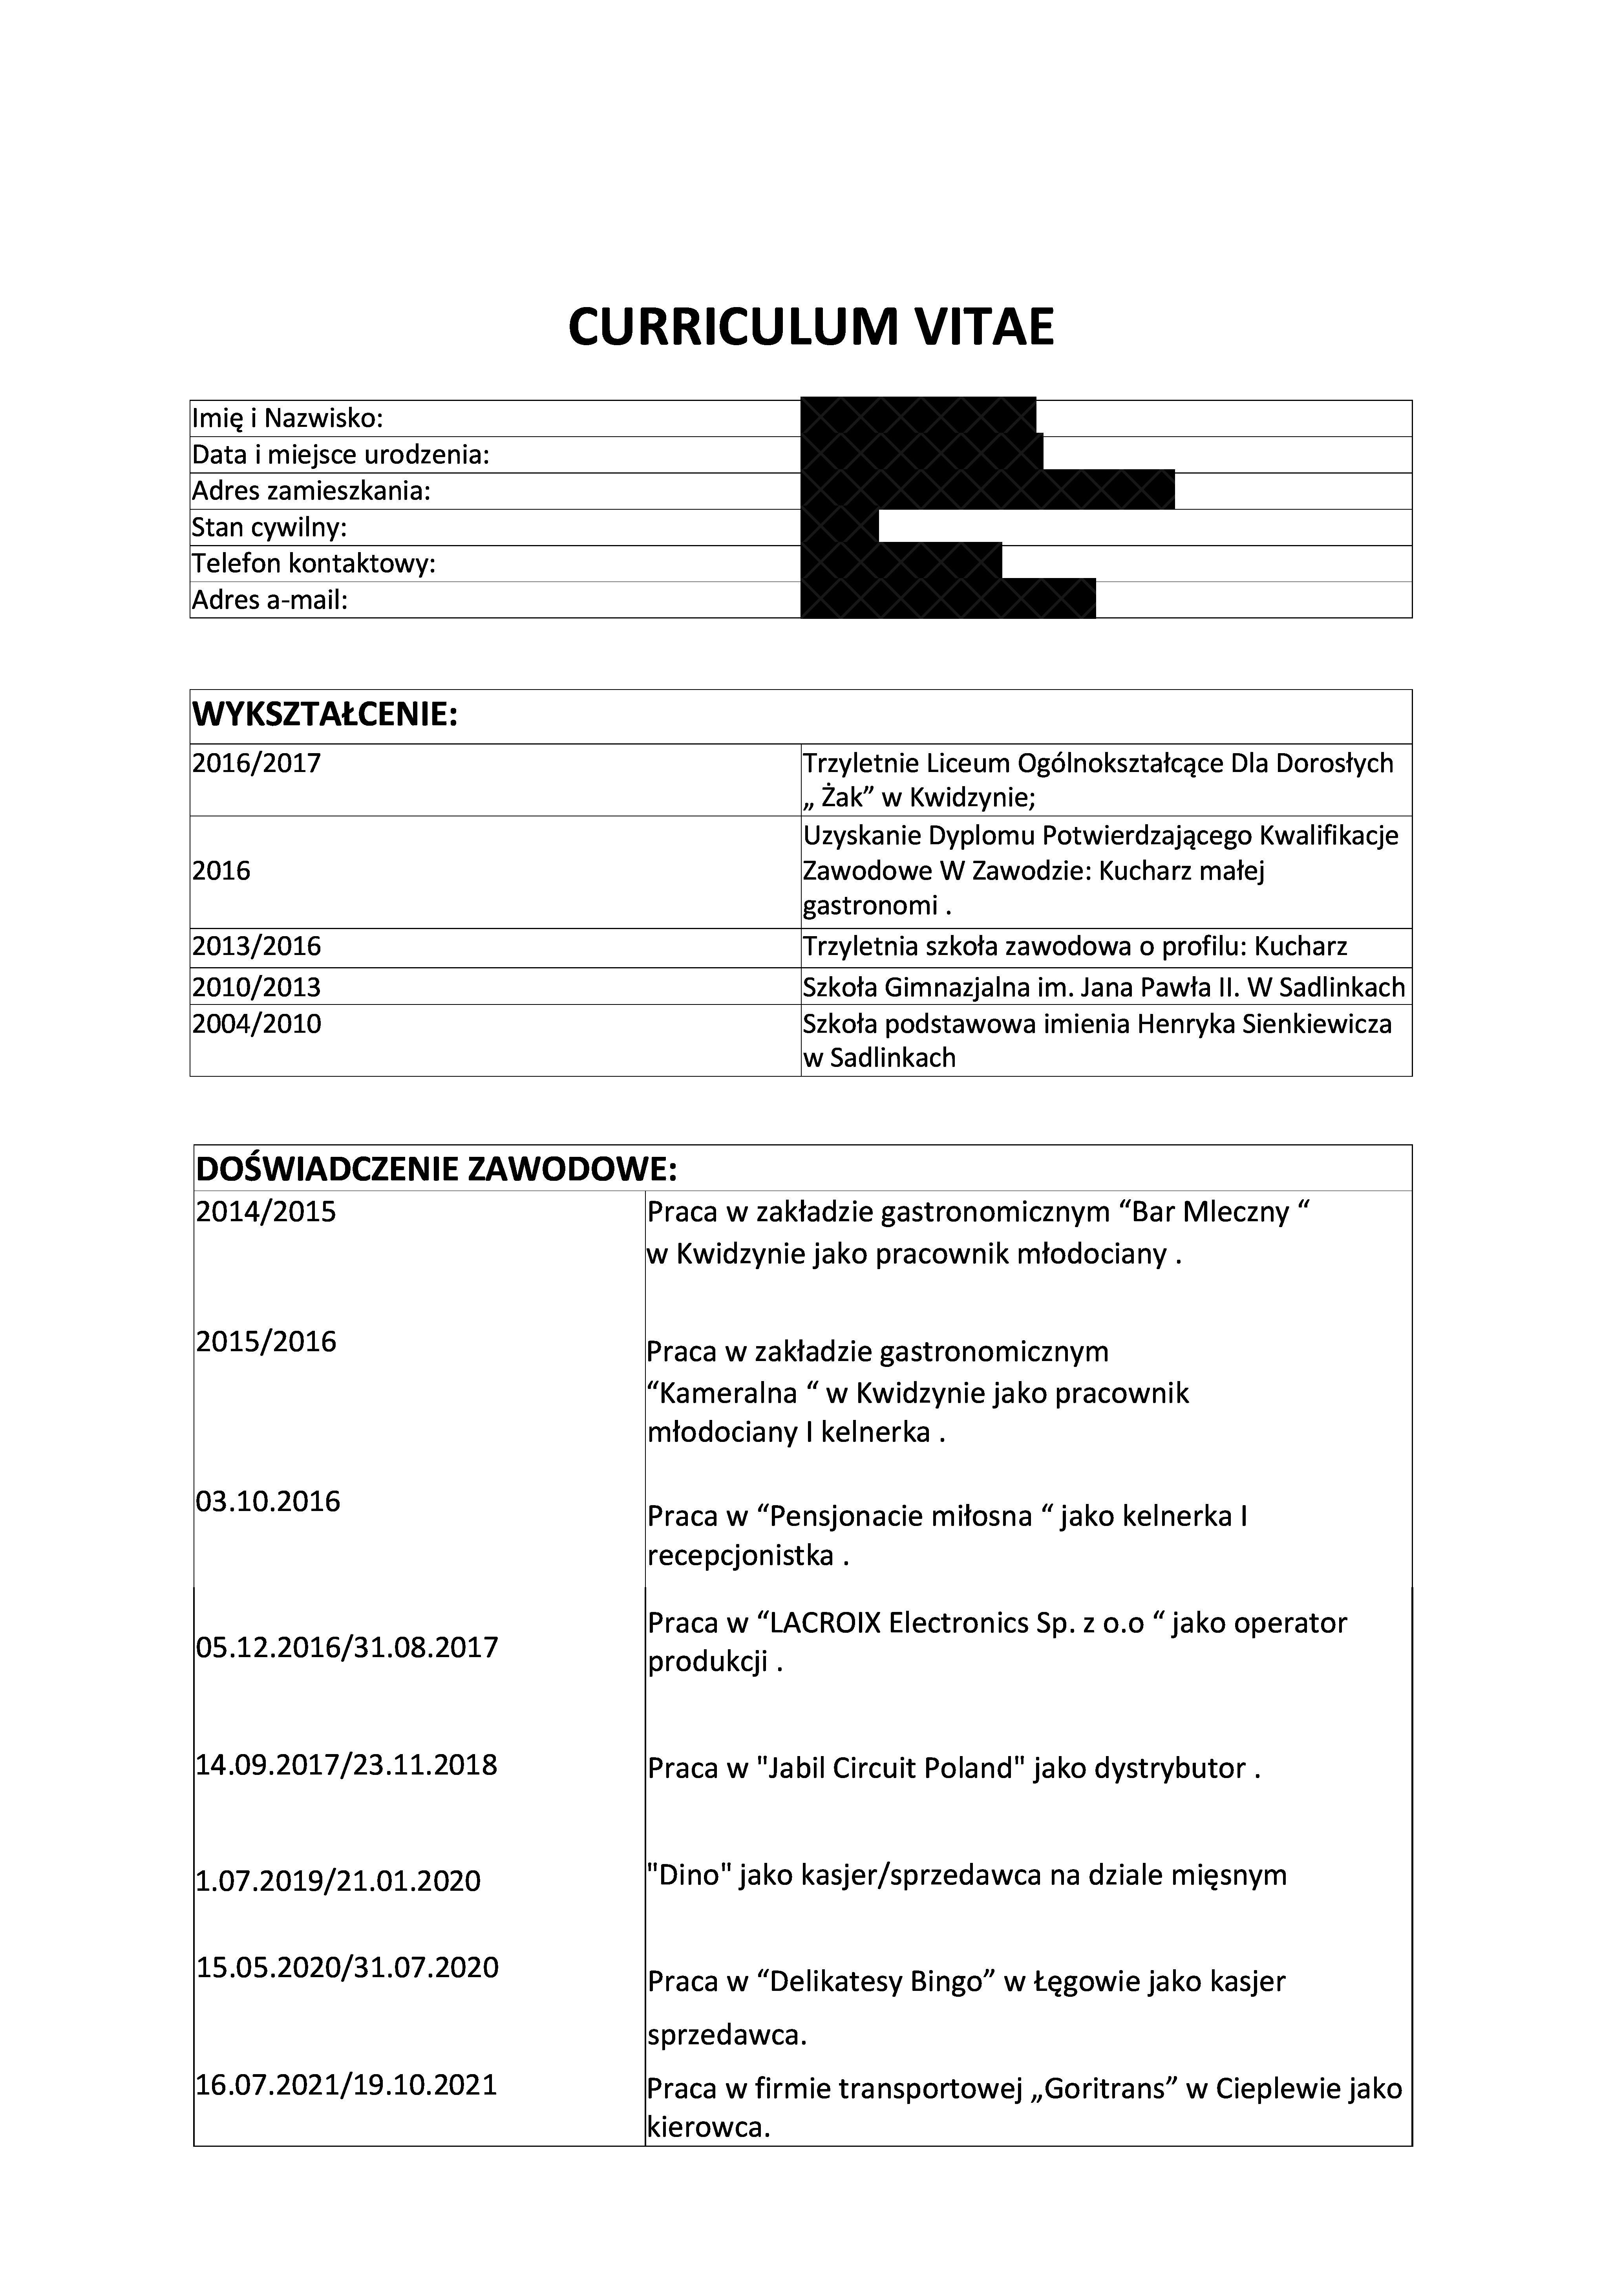 CURRICULUM VITAE
Imię i Nazwisko:
Data i miejsce urodzenia:
Adres zamieszkania:
Stan cywilny:
Telefon kontaktowy:
Adres a-mail:
WYKSZTAŁCENIE:
2016/2017
Trzyletnie Liceum Ogólnokształcące Dla Dorosłych
„ Żak” w Kwidzynie;
2016
Uzyskanie Dyplomu Potwierdzającego Kwalifikacje
Zawodowe W Zawodzie: Kucharz małej
gastronomi .
2013/2016
Trzyletnia szkoła zawodowa o profilu: Kucharz
2010/2013
Szkoła Gimnazjalna im. Jana Pawła II. W Sadlinkach
2004/2010
Szkoła podstawowa imienia Henryka Sienkiewicza
w Sadlinkach
DOŚWIADCZENIE ZAWODOWE:
2014/2015
Praca w zakładzie gastronomicznym “Bar Mleczny “
w Kwidzynie jako pracownik młodociany .
2015/2016
Praca w zakładzie gastronomicznym
“Kameralna “ w Kwidzynie jako pracownik
młodociany I kelnerka .
03.10.2016
Praca w “Pensjonacie miłosna “ jako kelnerka I
recepcjonistka .
05.12.2016/31.08.2017
Praca w “LACROIX Electronics Sp. z o.o “ jako operator
produkcji .
14.09.2017/23.11.2018
Praca w "Jabil Circuit Poland" jako dystrybutor .
1.07.2019/21.01.2020
"Dino" jako kasjer/sprzedawca na dziale mięsnym
15.05.2020/31.07.2020
Praca w “Delikatesy Bingo” w Łęgowie jako kasjer
sprzedawca.
16.07.2021/19.10.2021
Praca w firmie transportowej „Goritrans” w Cieplewie jako
kierowca.